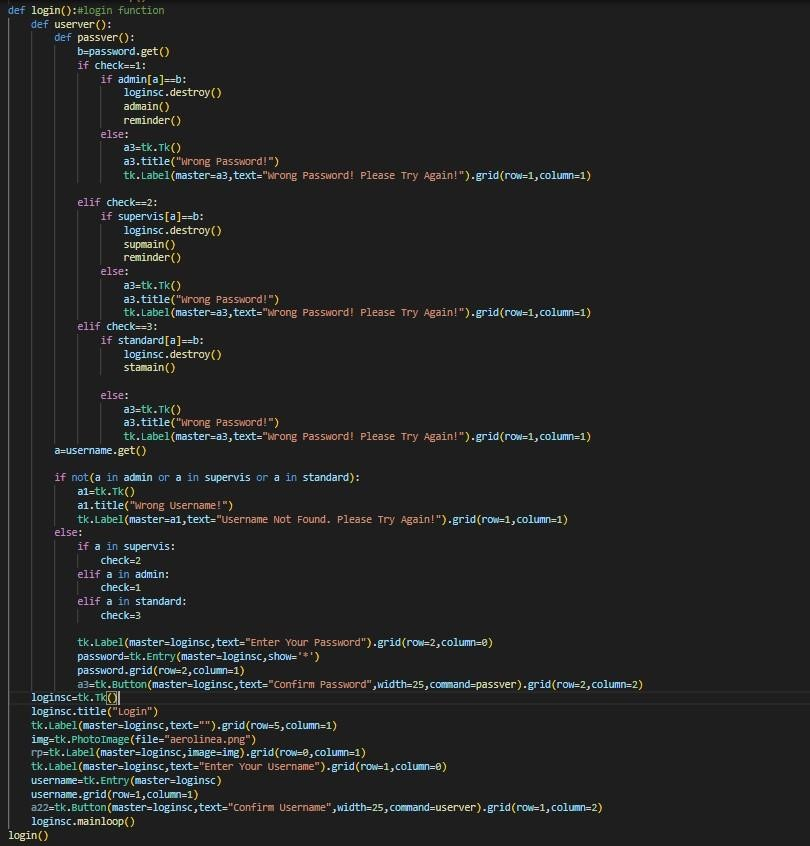 def login():#login function
    def userver():
        def passver():
            b=password.get()
            if check==1:
                if admin[a]==b:
                    loginsc.destroy()
                    admain()
                    reminder()
                else:
                    a3=tk.Tk()
                    a3.title("Wrong Password!")
                    tk.Label(master=a3,text="Wrong Password! Please Try Again!").grid(row=1,column=1)

            elif check==2:
                if supervis[a]==b:
                    loginsc.destroy()
                    supmain()
                    reminder()
                else:
                    a3=tk.Tk()
                    a3.title("Wrong Password!")
                    tk.Label(master=a3,text="Wrong Password! Please Try Again!").grid(row=1,column=1)
            elif check==3:
                if standard[a]==b:
                    loginsc.destroy()
                    stamain()

                else:
                    a3=tk.Tk()
                    a3.title("Wrong Password!")
                    tk.Label(master=a3,text="Wrong Password! Please Try Again!").grid(row=1,column=1)
        a=username.get()

        if not(a in admin or a in supervis or a in standard):
            a1=tk.Tk()
            a1.title("Wrong Username!")
            tk.Label(master=a1,text="Username Not Found. Please Try Again!").grid(row=1,column=1)
        else:
            if a in supervis:
                check=2
            elif a in admin:
                check=1
            elif a in standard:
                check=3

            tk.Label(master=loginsc,text="Enter Your Password").grid(row=2,column=0)
            password=tk.Entry(master=loginsc,show='*')
            password.grid(row=2,column=1)
            a3=tk.Button(master=loginsc,text="Confirm Password",width=25,command=passver).grid(row=2,column=2)
    loginsc=tk.Tk()
    loginsc.title("Login")
    tk.Label(master=loginsc,text="").grid(row=5,column=1)
    img=tk.PhotoImage(file="aerolinea.png")
    rp=tk.Label(master=loginsc,image=img).grid(row=0,column=1)
    tk.Label(master=loginsc,text="Enter Your Username").grid(row=1,column=0)
    username=tk.Entry(master=loginsc)
    username.grid(row=1,column=1)
    a22=tk.Button(master=loginsc,text="Confirm Username",width=25,command=userver).grid(row=1,column=2)
    loginsc.mainloop()
login()